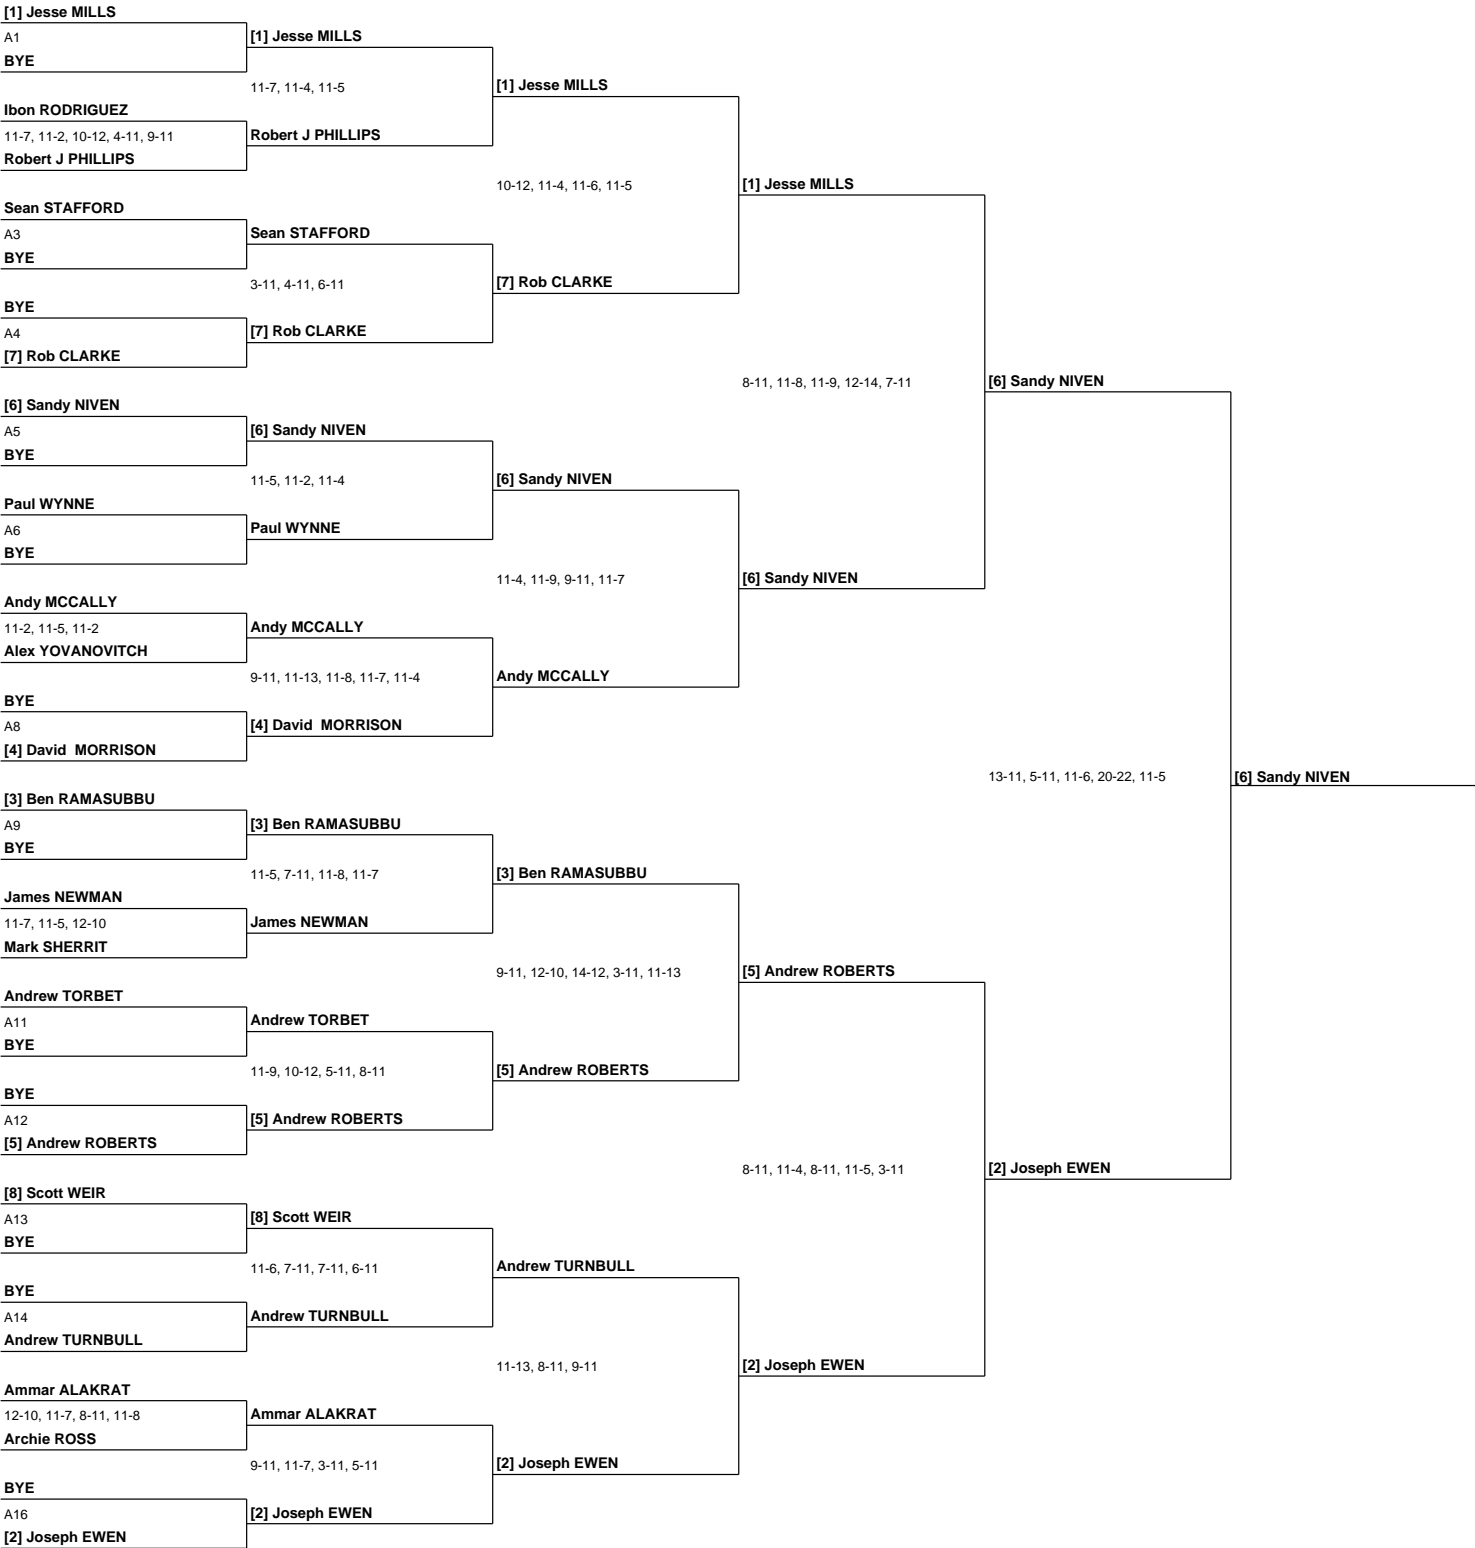 [1] Jesse MILLS
A1
BYE
Ibon RODRIGUEZ
11-7, 11-2, 10-12, 4-11, 9-11
Robert J PHILLIPS
Sean STAFFORD
A3
BYE
BYE
A4
[7] Rob CLARKE
[6] Sandy NIVEN
A5
BYE
Paul WYNNE
A6
BYE
Andy MCCALLY
11-2, 11-5, 11-2
Alex YOVANOVITCH
BYE
A8
[4] David  MORRISON
[3] Ben RAMASUBBU
A9
BYE
James NEWMAN
11-7, 11-5, 12-10
Mark SHERRIT
Andrew TORBET
A11
BYE
BYE
A12
[5] Andrew ROBERTS
[8] Scott WEIR
A13
BYE
BYE
A14
Andrew TURNBULL
Ammar ALAKRAT
12-10, 11-7, 8-11, 11-8
Archie ROSS
BYE
A16
[2] Joseph EWEN
[1] Jesse MILLS
11-7, 11-4, 11-5
Robert J PHILLIPS
Sean STAFFORD
3-11, 4-11, 6-11
[7] Rob CLARKE
[6] Sandy NIVEN
11-5, 11-2, 11-4
Paul WYNNE
Andy MCCALLY
9-11, 11-13, 11-8, 11-7, 11-4
[4] David  MORRISON
[3] Ben RAMASUBBU
11-5, 7-11, 11-8, 11-7
James NEWMAN
Andrew TORBET
11-9, 10-12, 5-11, 8-11
[5] Andrew ROBERTS
[8] Scott WEIR
11-6, 7-11, 7-11, 6-11
Andrew TURNBULL
Ammar ALAKRAT
9-11, 11-7, 3-11, 5-11
[2] Joseph EWEN
[1] Jesse MILLS
10-12, 11-4, 11-6, 11-5
[7] Rob CLARKE
[6] Sandy NIVEN
11-4, 11-9, 9-11, 11-7
Andy MCCALLY
[3] Ben RAMASUBBU
9-11, 12-10, 14-12, 3-11, 11-13
[5] Andrew ROBERTS
Andrew TURNBULL
11-13, 8-11, 9-11
[2] Joseph EWEN
[1] Jesse MILLS
8-11, 11-8, 11-9, 12-14, 7-11
[6] Sandy NIVEN
[5] Andrew ROBERTS
8-11, 11-4, 8-11, 11-5, 3-11
[2] Joseph EWEN
[6] Sandy NIVEN
13-11, 5-11, 11-6, 20-22, 11-5
[2] Joseph EWEN
[6] Sandy NIVEN